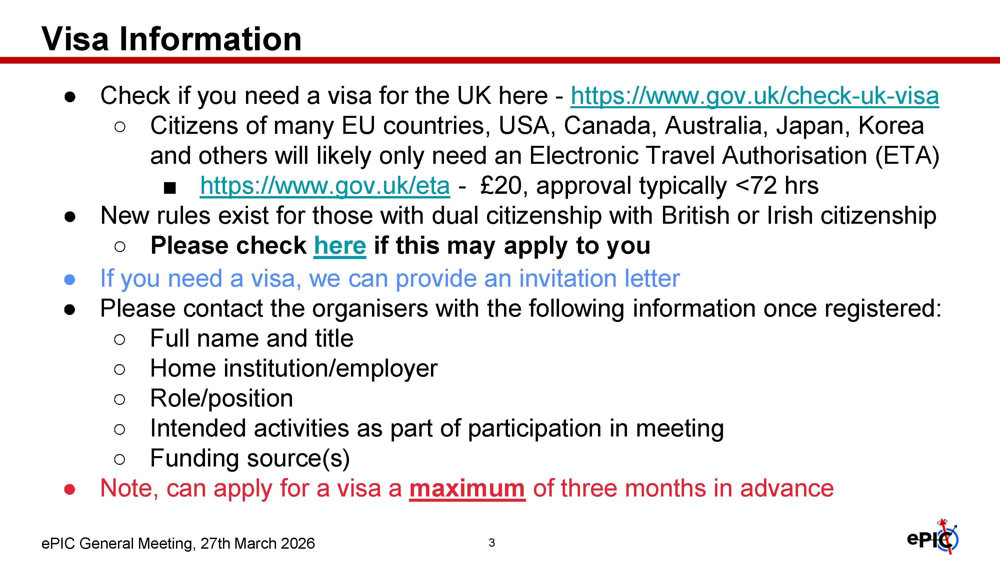 Visa Information
● Check if you need a visa for the UK here - https://www.gov.uk/check-uk-visa
○ Citizens of many EU countries, USA, Canada, Australia, Japan, Korea
and others will likely only need an Electronic Travel Authorisation (ETA)
■ https://www.gov.uk/eta - £20, approval typically <72 hrs
● New rules exist for those with dual citizenship with British or Irish citizenship
○ Please check here if this may apply to you
● If you need a visa, we can provide an invitation letter
● Please contact the organisers with the following information once registered:
○ Full name and title
○ Home institution/employer
○ Role/position
○ Intended activities as part of participation in meeting
○ Funding source(s)
● Note, can apply for a visa a maximum of three months in advance
ePIC General Meeting, 27th March 2026
3
ePIC